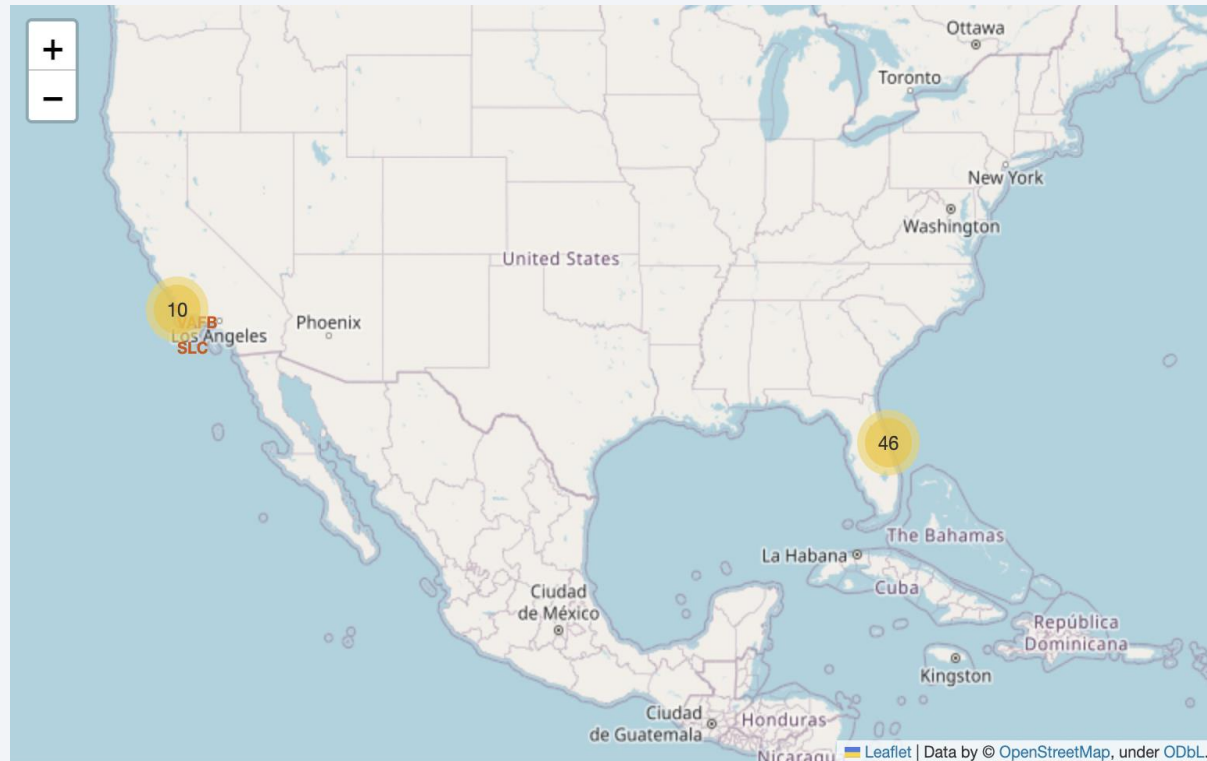 +
−
Ottawa
Toronto
New York
Washington
United States
10
VAFB
Los Angeles
SLC
Phoenix
46
The Bahamas
La Habana
Cuba
Ciudad
de México
República
Dominicana
Kingston
Ciudad
de Guatemala
Honduras
Nicaragu
Leaflet | Data by © OpenStreetMap, under ODbL.